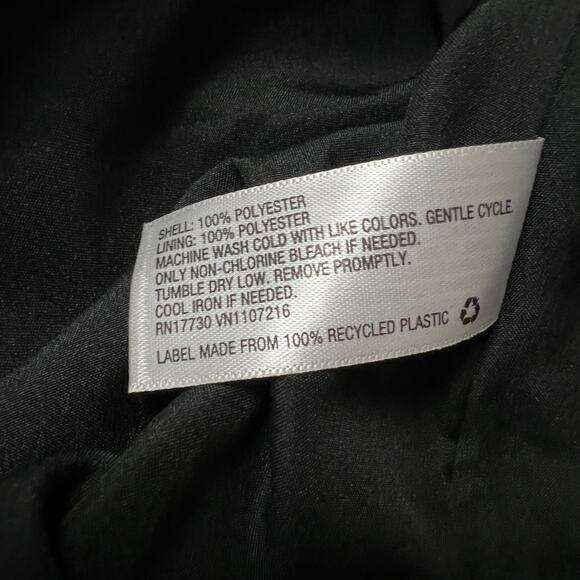 SHELL: 100% POLYESTER
LINING: 100% POLYESTER
MACHINE WASH COLD WITH LIKE COLORS. GENTLE CYCLE.
ONLY NON-CHLORINE BLEACH IF NEEDED.
TUMBLE DRY LOW. REMOVE PROMPTLY.
COOL IRON IF NEEDED.
RN17730 VN1107216
LABEL MADE FROM 100% RECYCLED PLASTIC